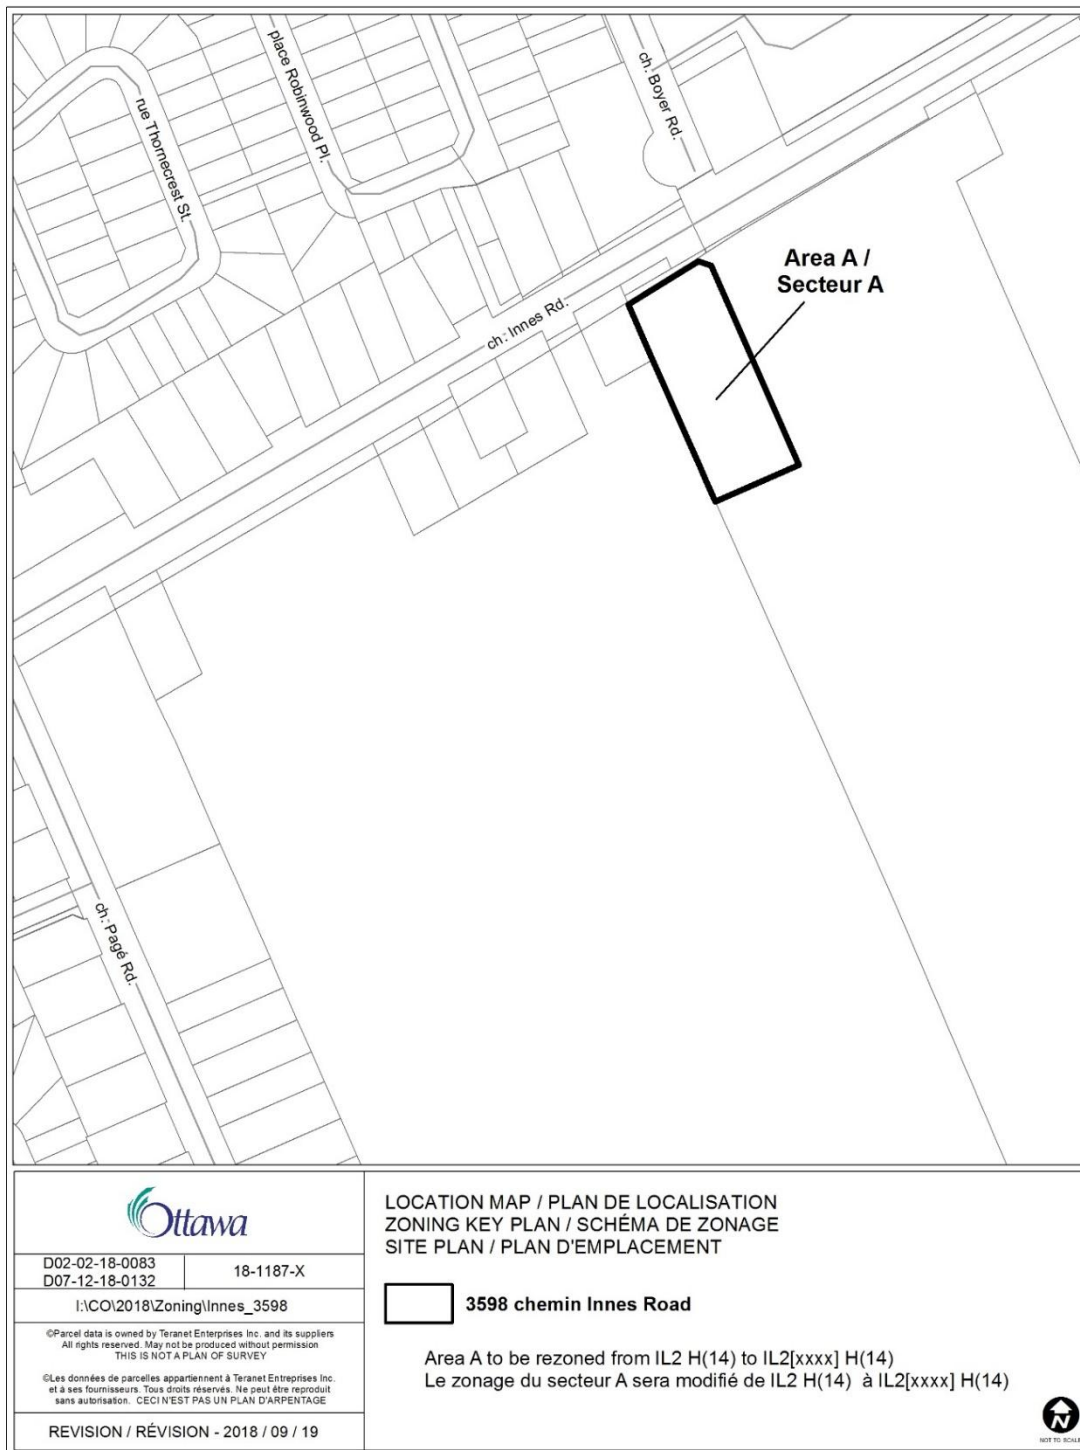 place Robinwood Pl.
ch. Boyer Rd.
rue Thornecrest St.
Area A /
Secteur A
ch. Innes Rd.
ch. Pagé Rd.
Ottawa
D02-02-18-0083
D07-12-18-0132
18-1187-X
I:\CO\2018\Zoning\Innes_3598
©Parcel data is owned by Teranet Enterprises Inc. and its suppliers
All rights reserved. May not be produced without permission
THIS IS NOT A PLAN OF SURVEY
©Les données de parcelles appartiennent à Teranet Entreprises Inc.
et à ses fournisseurs. Tous droits réservés. Ne peut être reproduit
sans autorisation. CECI N'EST PAS UN PLAN D'ARPENTAGE
REVISION / RÉVISION - 2018 / 09 / 19
LOCATION MAP / PLAN DE LOCALISATION
ZONING KEY PLAN / SCHÉMA DE ZONAGE
SITE PLAN / PLAN D'EMPLACEMENT
3598 chemin Innes Road
Area A to be rezoned from IL2 H(14) to IL2[xxxx] H(14)
Le zonage du secteur A sera modifié de IL2 H(14) à IL2[xxxx] H(14)
N
NOT TO SCALE